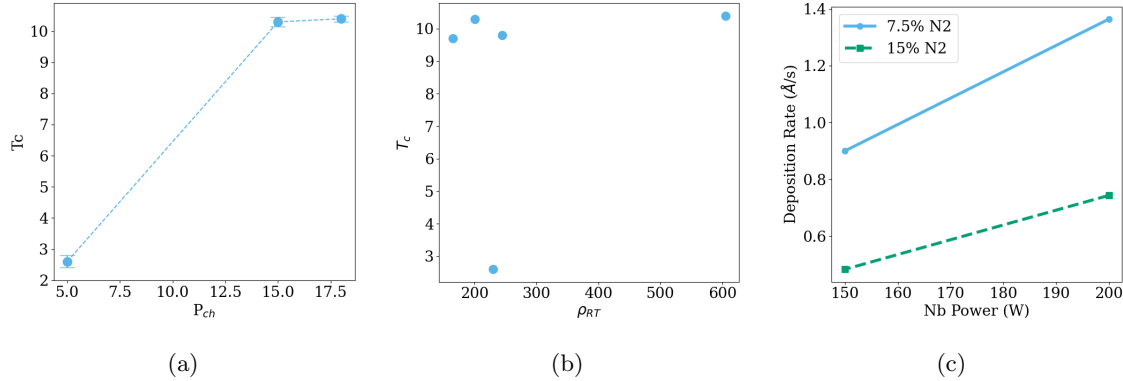 10
9
8
7
6
5
4
3
2
Tc
5.0 7.5 10.0 12.5 15.0 17.5
P_ch
(a)
10
9
8
7
6
5
4
3
T_c
200 300 400 500 600
ρ_RT
(b)
7.5% N2
15% N2
1.4
1.2
1.0
0.8
0.6
Deposition Rate (Å/s)
150 160 170 180 190 200
Nb Power (W)
(c)